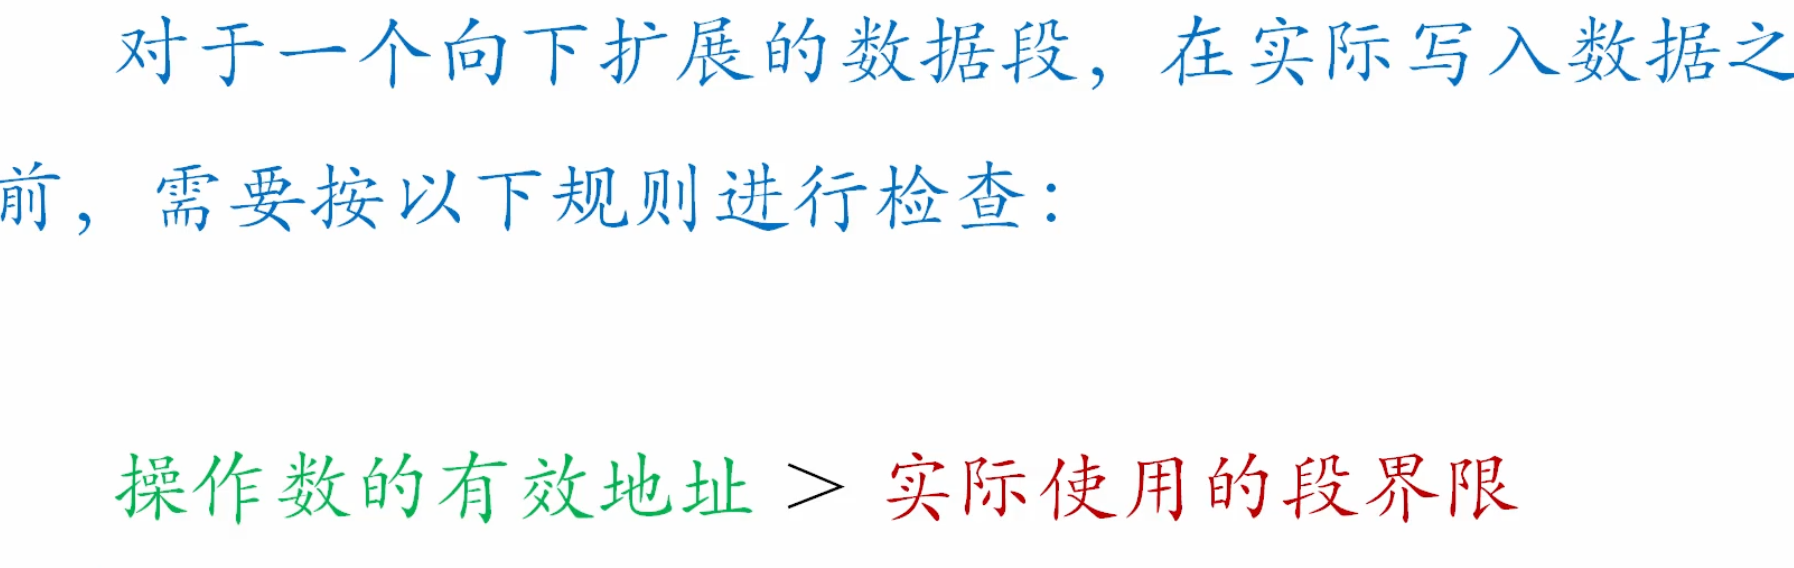 对于一个向下扩展的数据段，在实际写入数据之
前，需要按以下规则进行检查：
操作数的有效地址 > 实际使用的段界限